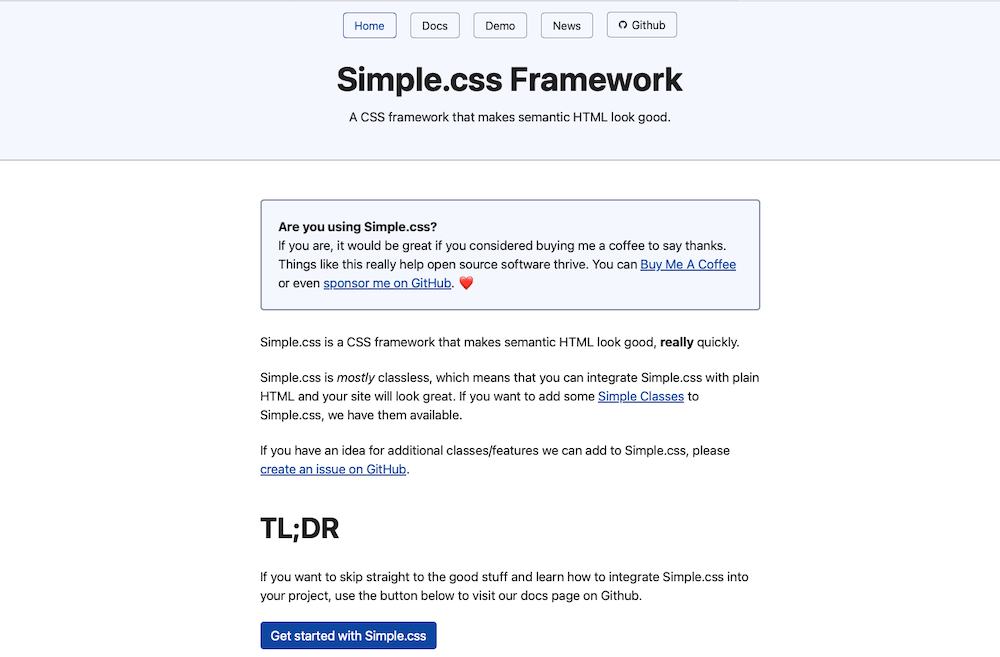 Home Docs Demo News Github
Simple.css Framework
A CSS framework that makes semantic HTML look good.
Are you using Simple.css?
If you are, it would be great if you considered buying me a coffee to say thanks.
Things like this really help open source software thrive. You can Buy Me A Coffee
or even sponsor me on GitHub. ❤️
Simple.css is a CSS framework that makes semantic HTML look good, really quickly.
Simple.css is mostly classless, which means that you can integrate Simple.css with plain
HTML and your site will look great. If you want to add some Simple Classes to
Simple.css, we have them available.
If you have an idea for additional classes/features we can add to Simple.css, please
create an issue on GitHub.
TL;DR
If you want to skip straight to the good stuff and learn how to integrate Simple.css into
your project, use the button below to visit our docs page on Github.
Get started with Simple.css